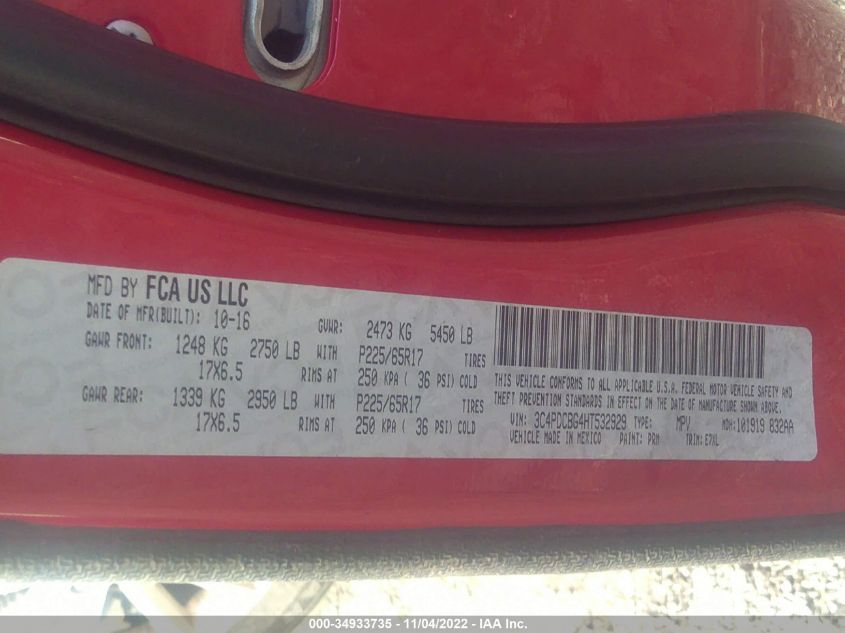 MFD BY FCA US LLC
DATE OF MFR(BUILT): 10-16 GVWR: 2473 KG 5450 LB
GAWR FRONT: 1248 KG 2750 LB WITH P225/65R17 TIRES
17X6.5 RIMS AT 250 KPA ( 36 PSI) COLD
GAWR REAR: 1339 KG 2950 LB WITH P225/65R17 TIRES
17X6.5 RIMS AT 250 KPA ( 36 PSI) COLD
THIS VEHICLE CONFORMS TO ALL APPLICABLE U.S.A. FEDERAL MOTOR VEHICLE SAFETY AND
THEFT PREVENTION STANDARDS IN EFFECT ON THE DATE OF MANUFACTURE SHOWN ABOVE.
VIN: 3C4PDCBG4HT532929 TYPE: MPV MDH:101919 832AA
VEHICLE MADE IN MEXICO PAINT: PRM TRIM:E7XL
000-34933735 - 11/04/2022 - IAA Inc.